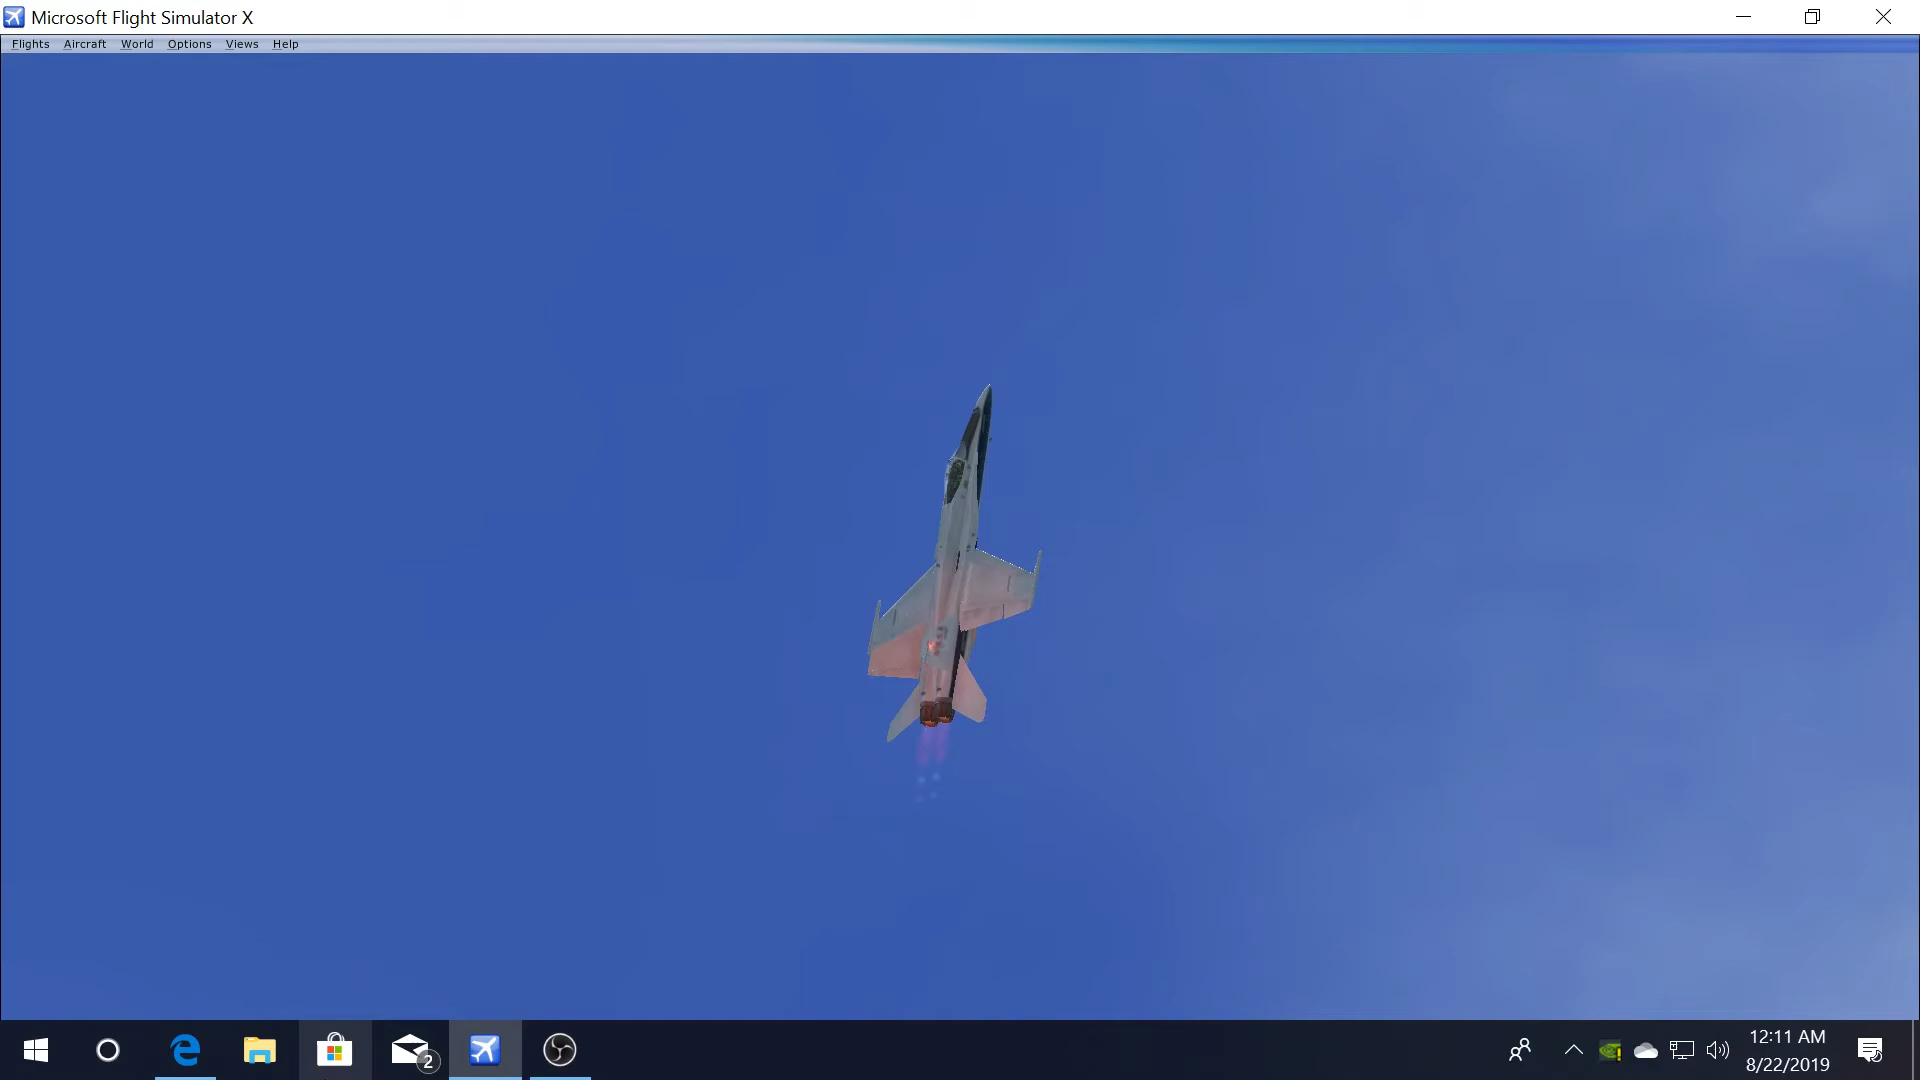 Microsoft Flight Simulator X
Flights Aircraft World Options Views Help
2
12:11 AM
8/22/2019